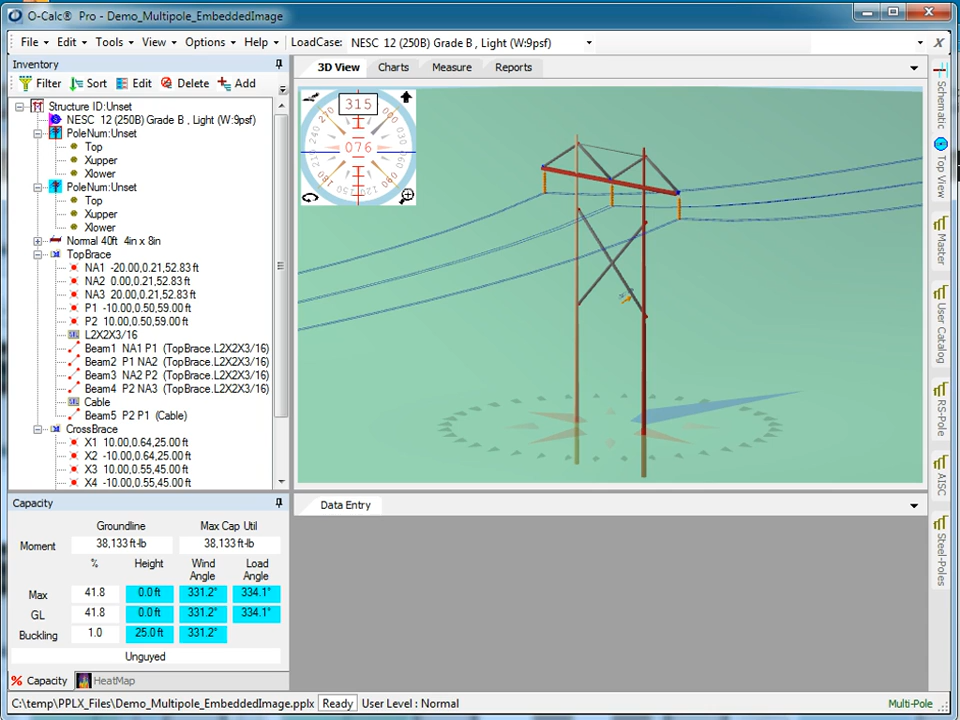 O-Calc® Pro - Demo_Multipole_EmbeddedImage
File Edit Tools View Options Help LoadCase: NESC 12 (250B) Grade B , Light (W:9psf) X
Inventory
Filter Sort Edit Delete Add
Structure ID:Unset
NESC 12 (250B) Grade B , Light (W:9psf)
PoleNum:Unset
Top
Xupper
Xlower
PoleNum:Unset
Top
Xupper
Xlower
Normal 40ft 4in x 8in
TopBrace
NA1 -20.00,0.21,52.83 ft
NA2 0.00,0.21,52.83 ft
NA3 20.00,0.21,52.83 ft
P1 -10.00,0.50,59.00 ft
P2 10.00,0.50,59.00 ft
L2X2X3/16
Beam1 NA1 P1 (TopBrace.L2X2X3/16)
Beam2 P1 NA2 (TopBrace.L2X2X3/16)
Beam3 NA2 P2 (TopBrace.L2X2X3/16)
Beam4 P2 NA3 (TopBrace.L2X2X3/16)
Cable
Beam5 P2 P1 (Cable)
CrossBrace
X1 10.00,0.64,25.00 ft
X2 -10.00,0.64,25.00 ft
X3 10.00,0.55,45.00 ft
X4 -10.00,0.55,45.00 ft
3D View Charts Measure Reports
315
076
Schematic
Top View
Master
User Catalog
RS-Pole
AISC
Steel-Poles
Capacity
Groundline Max Cap Util
Moment 38,133 ft-lb 38,133 ft-lb
% Height Wind Angle Load Angle
Max 41.8 0.0 ft 331.2° 334.1°
GL 41.8 0.0 ft 331.2° 334.1°
Buckling 1.0 25.0 ft 331.2°
Unguyed
% Capacity HeatMap
Data Entry
C:\temp\PPLX_Files\Demo_Multipole_EmbeddedImage.pplx Ready User Level : Normal Multi-Pole